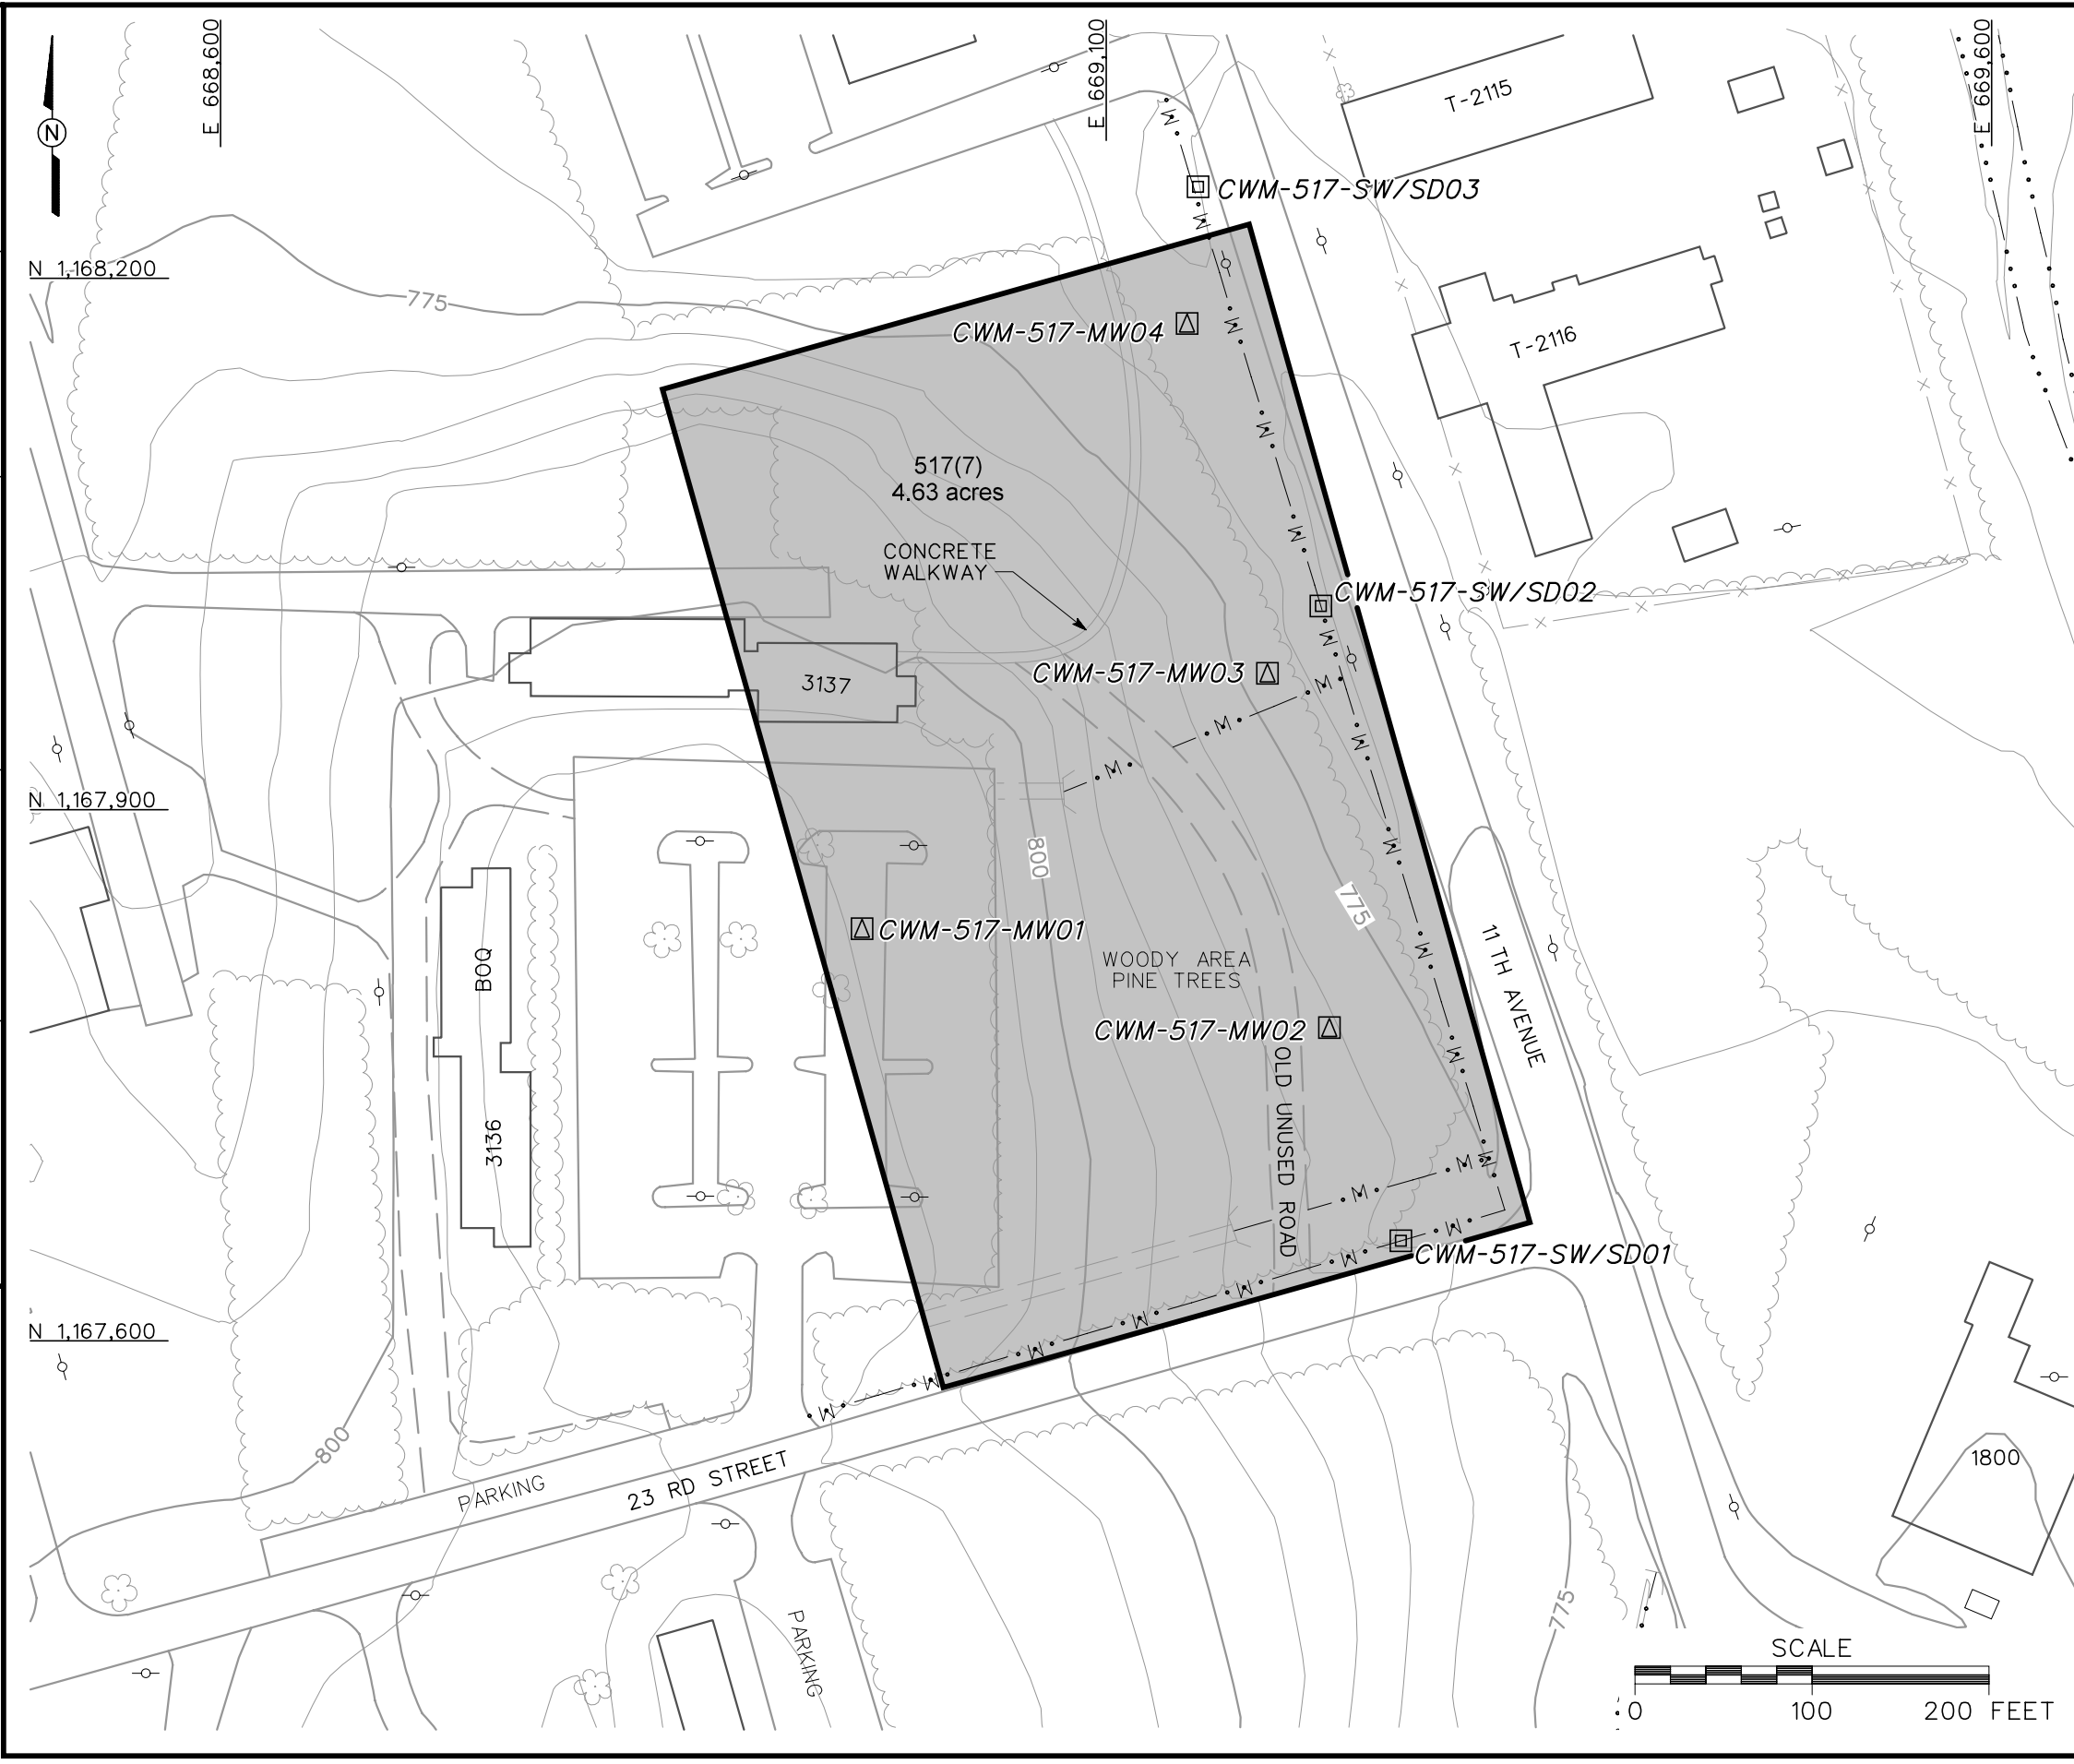 E 668,600
E 669,100
E 669,600
N
T-2115
CWM-517-SW/SD03
N 1,168,200
775
CWM-517-MW04
T-2116
517(7)
4.63 acres
CONCRETE
WALKWAY
CWM-517-SW/SD02
CWM-517-MW03
3137
N 1,167,900
800
775
CWM-517-MW01
11 TH AVENUE
BOQ
WOODY AREA
PINE TREES
CWM-517-MW02
OLD UNUSED ROAD
3136
CWM-517-SW/SD01
N 1,167,600
800
1800
PARKING
23 RD STREET
775
PARKING
SCALE
0 100 200 FEET